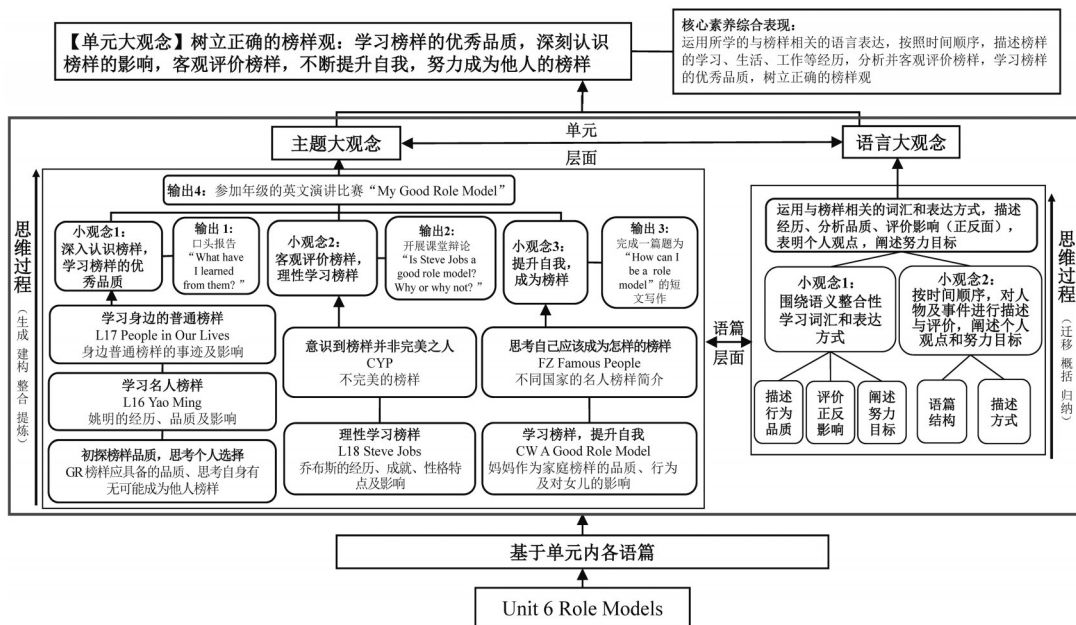 【单元大观念】树立正确的榜样观：学习榜样的优秀品质，深刻认识
榜样的影响，客观评价榜样，不断提升自我，努力成为他人的榜样
核心素养综合表现：
运用所学的与榜样相关的语言表达，按照时间顺序，描述榜样
的学习、生活、工作等经历，分析并客观评价榜样，学习榜样
的优秀品质，树立正确的榜样观
主题大观念
单元
层面
语言大观念
思维过程
（生成 建构 整合 提炼）
输出4：参加年级的英文演讲比赛“My Good Role Model”
小观念1：
深入认识榜样，
学习榜样的优
秀品质
输出 1：
口头报告
“What have I
learned
from them? ”
小观念2：
客观评价榜样，
理性学习榜样
输出2：
开展课堂辩论
“Is Steve Jobs a
good role model?
Why or why not? ”
小观念3：
提升自我，
成为榜样
输出 3：
完成一篇题为
“How can I
be a role
model”的短
文写作
学习身边的普通榜样
L17 People in Our Lives
身边普通榜样的事迹及影响
学习名人榜样
L16 Yao Ming
姚明的经历、品质及影响
初探榜样品质，思考个人选择
GR 榜样应具备的品质、思考自身有
无可能成为他人榜样
意识到榜样并非完美之人
CYP
不完美的榜样
理性学习榜样
L18 Steve Jobs
乔布斯的经历、成就、性格特
点及影响
思考自己应该成为怎样的榜样
FZ Famous People
不同国家的名人榜样简介
学习榜样，提升自我
CW A Good Role Model
妈妈作为家庭榜样的品质、行为
及对女儿的影响
语篇
层面
运用与榜样相关的词汇和表达方式，描述
经历、分析品质、评价影响（正反面），
表明个人观点，阐述努力目标
小观念1：
围绕语义整合性
学习词汇和表达
方式
小观念2：
按时间顺序，对人
物及事件进行描述
与评价，阐述个人
观点和努力目标
描述
行为
品质
评价
正反
影响
阐述
努力
目标
语篇
结构
描述
方式
思维过程
（迁移 概括 归纳）
基于单元内各语篇
Unit 6 Role Models